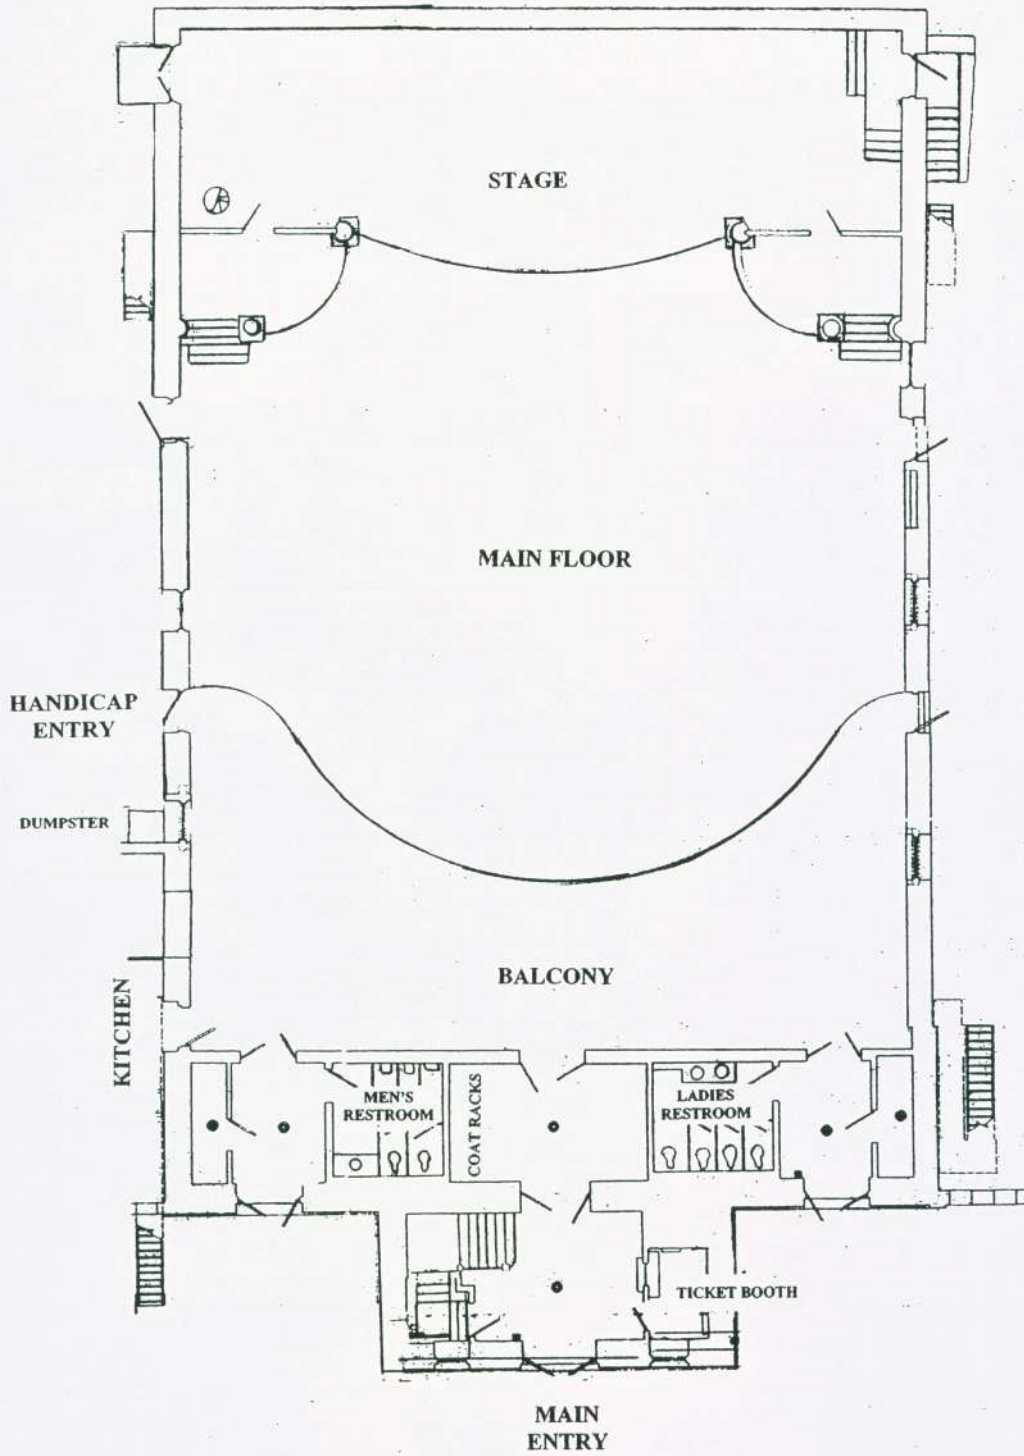 STAGE
MAIN FLOOR
HANDICAP
ENTRY
DUMPSTER
BALCONY
KITCHEN
MEN'S
RESTROOM
COAT RACKS
LADIES
RESTROOM
TICKET BOOTH
MAIN
ENTRY